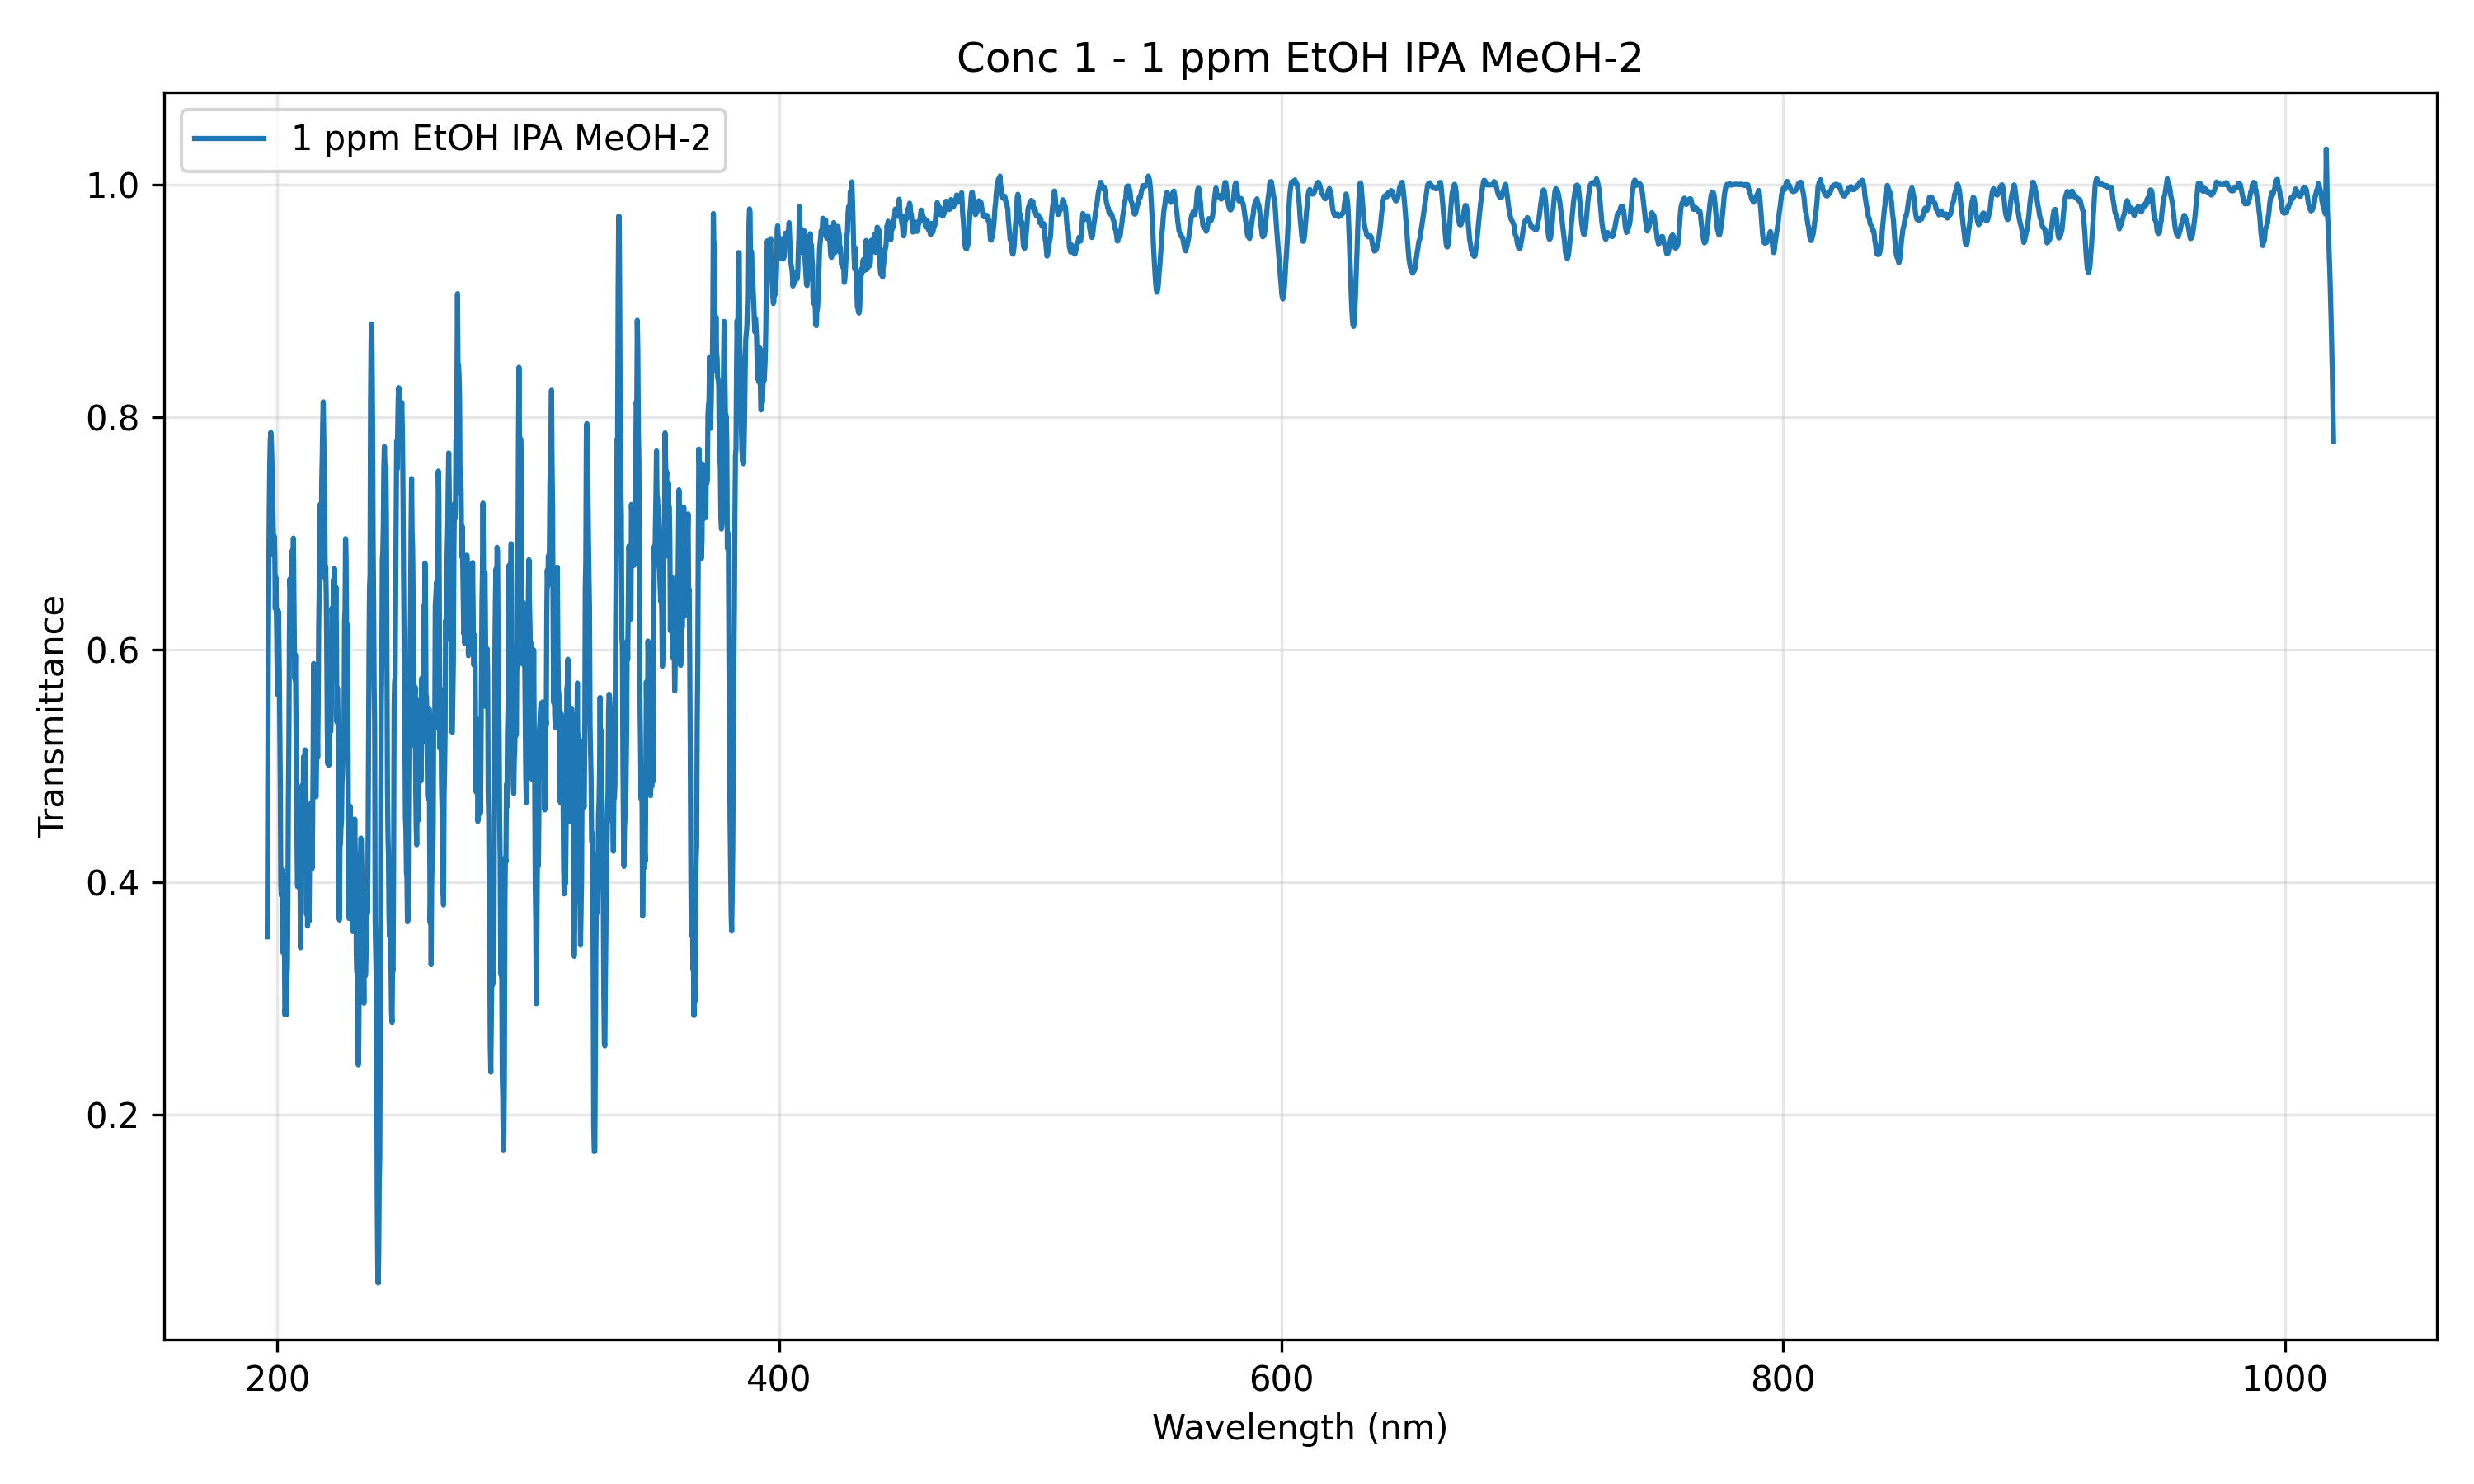 Conc 1 - 1 ppm EtOH IPA MeOH-2
1 ppm EtOH IPA MeOH-2
1.0
0.8
0.6
0.4
0.2
Transmittance
200 400 600 800 1000
Wavelength (nm)